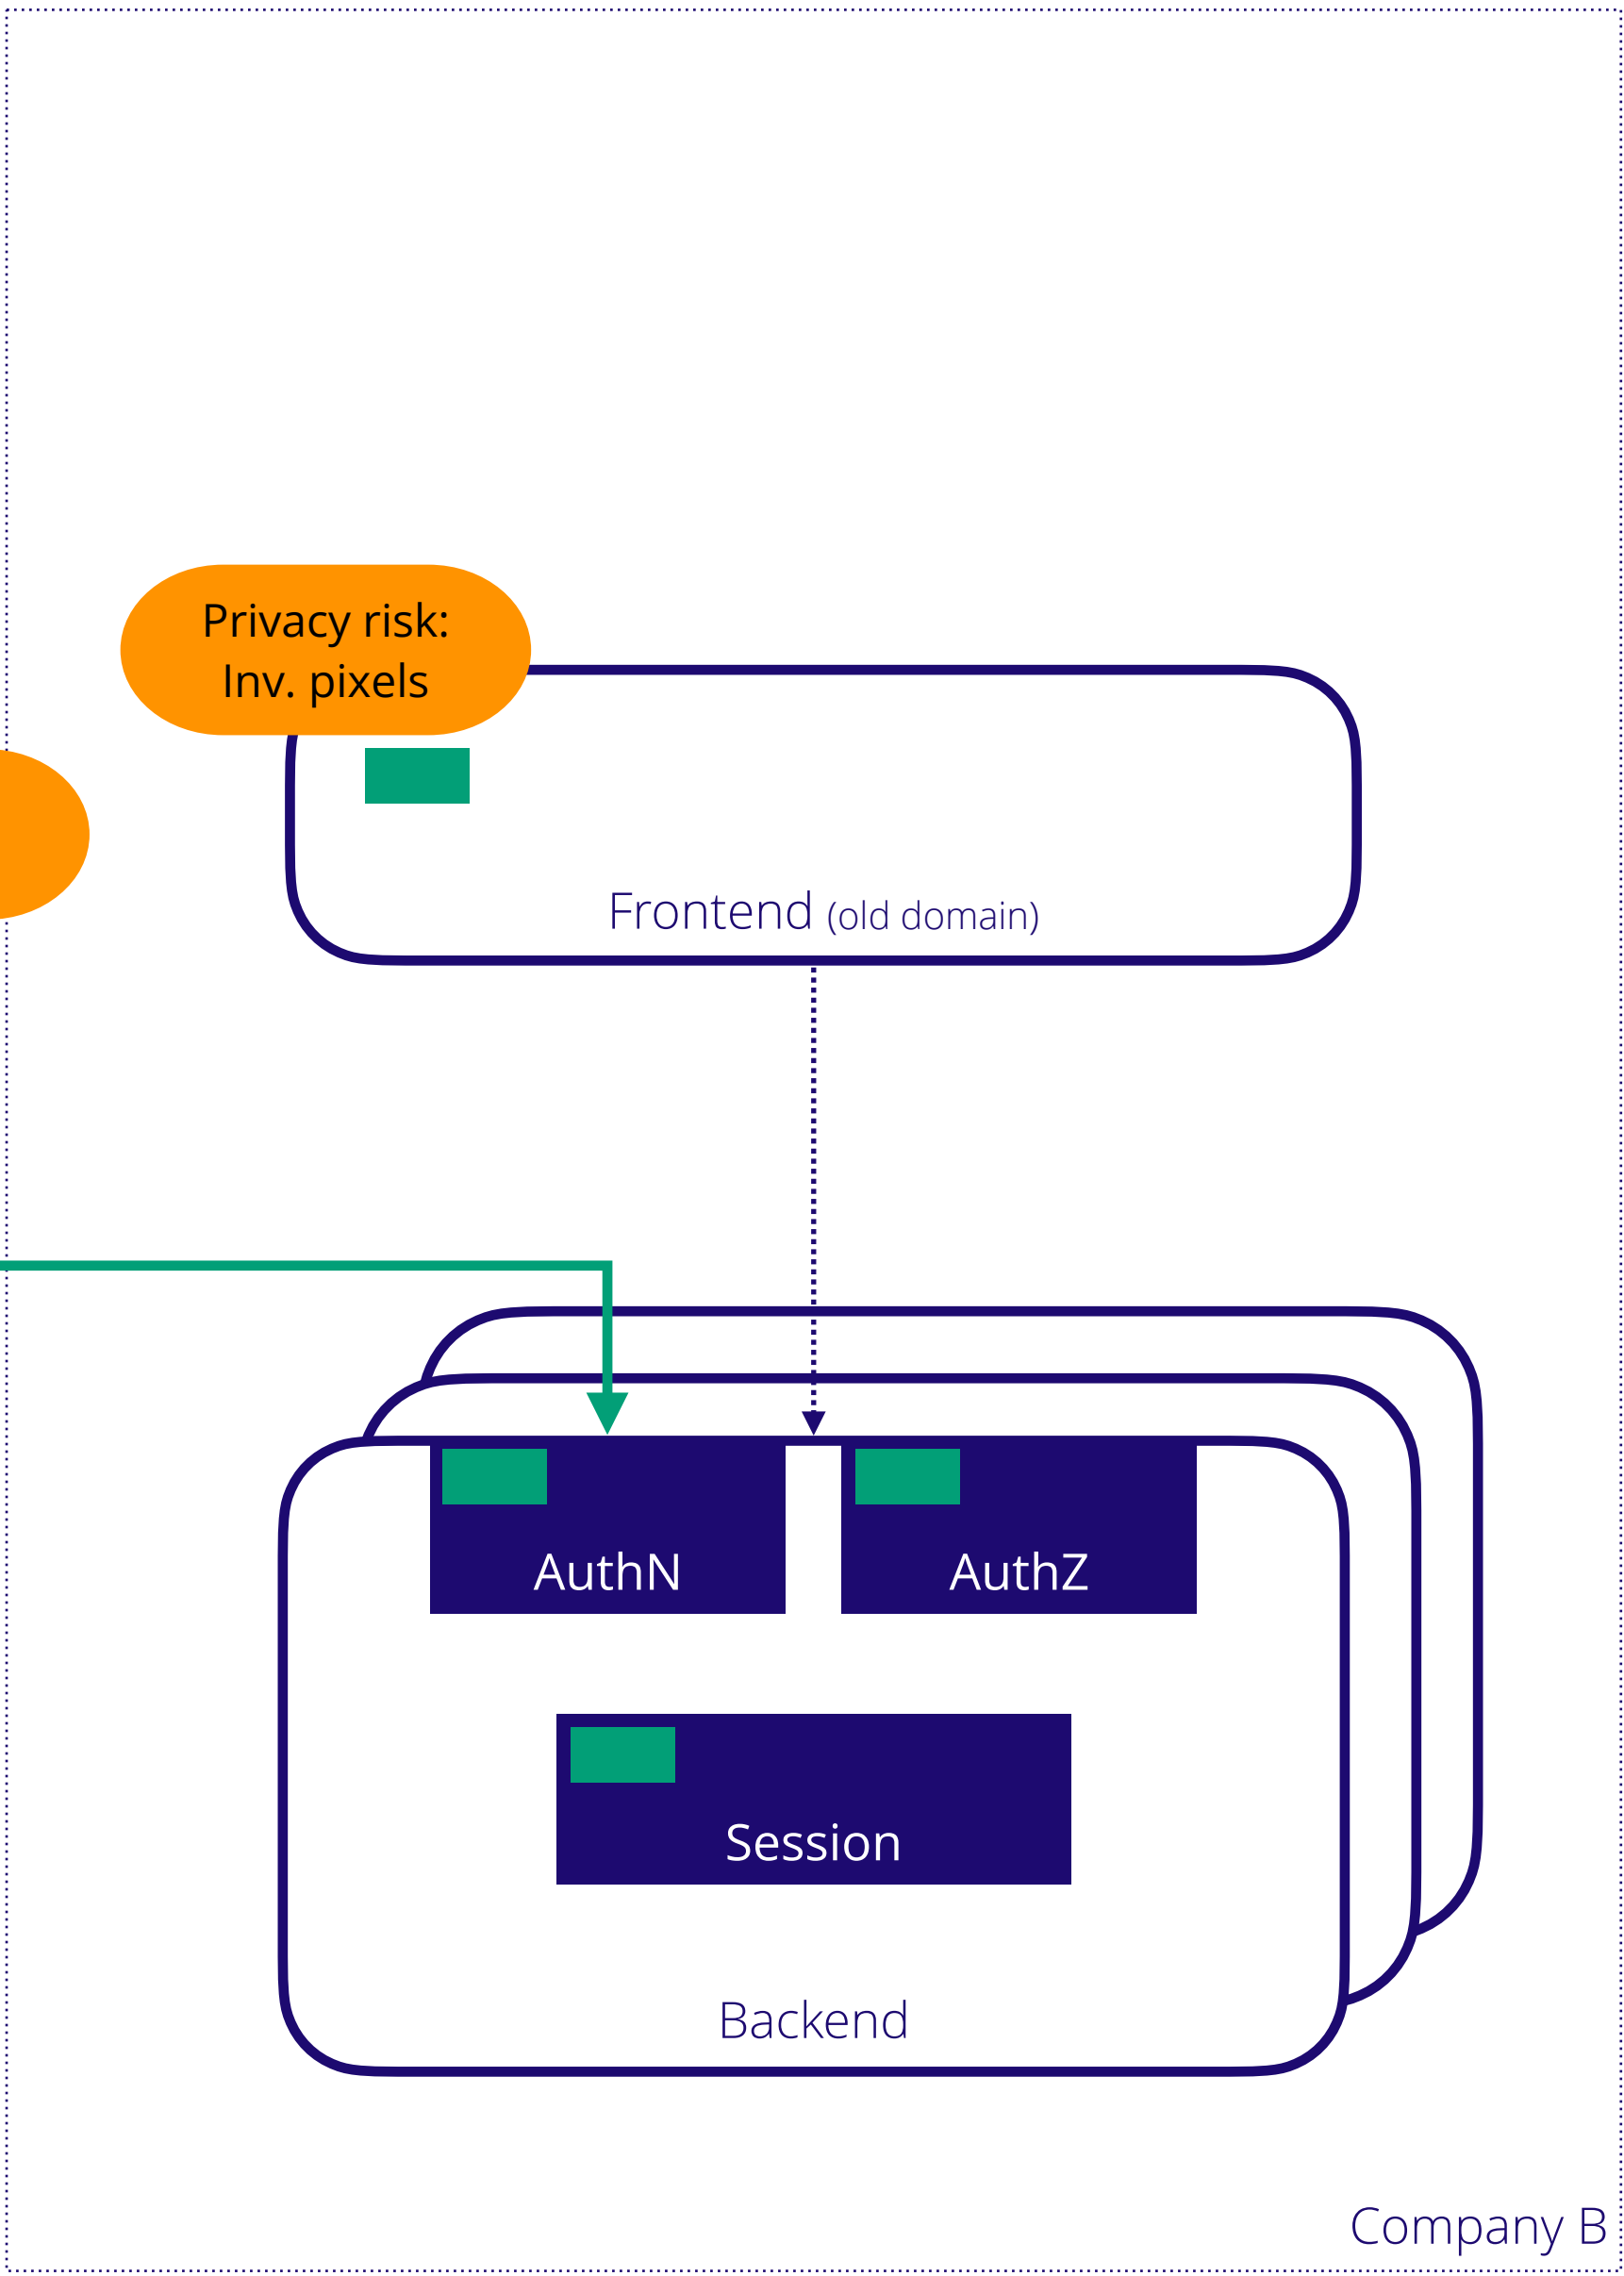 Privacy risk:
Inv. pixels
Frontend (old domain)
AuthN
AuthZ
Session
Backend
Company B